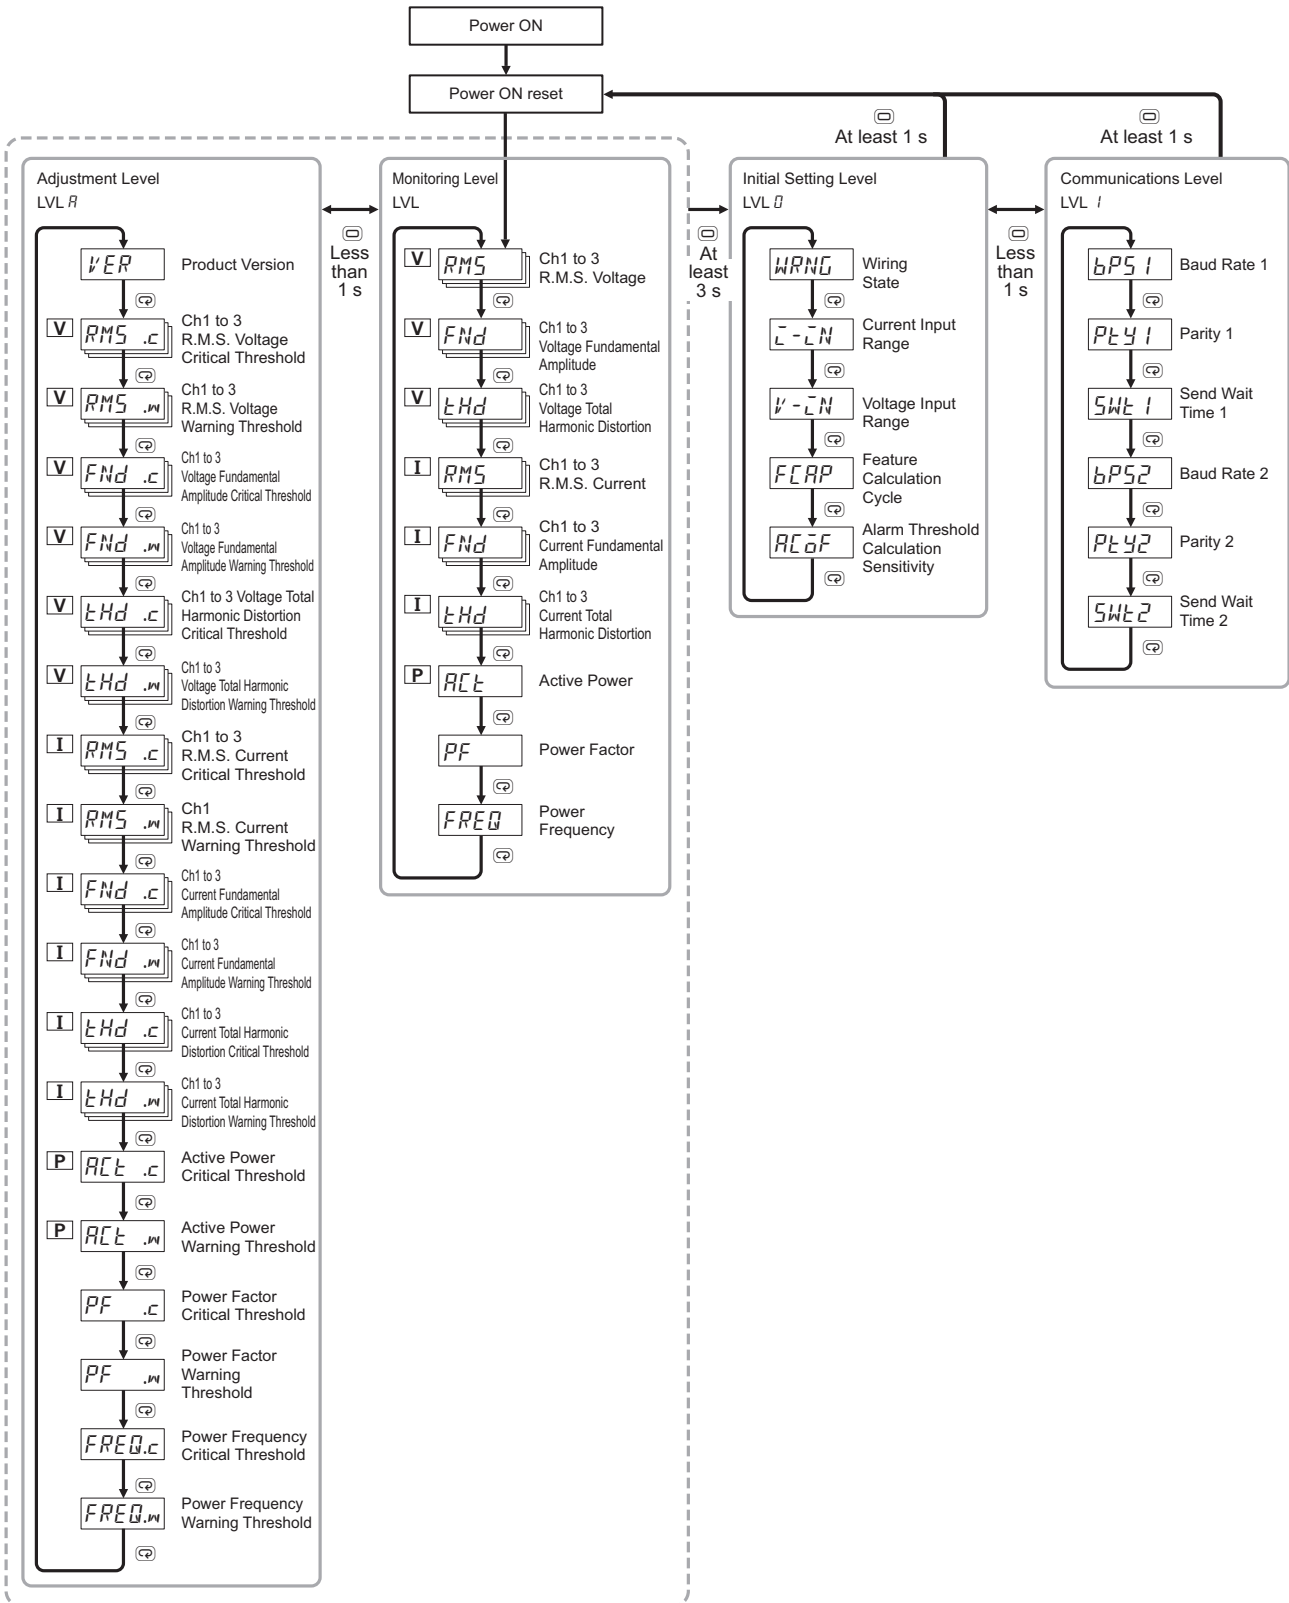 Power ON
Power ON reset
At least 1 s
At least 1 s
Adjustment Level
LVL A
VER
Product Version
V
RMS .c
Ch1 to 3
R.M.S. Voltage
Critical Threshold
V
RMS .w
Ch1 to 3
R.M.S. Voltage
Warning Threshold
V
FNd .c
Ch1 to 3
Voltage Fundamental
Amplitude Critical Threshold
V
FNd .w
Ch1 to 3
Voltage Fundamental
Amplitude Warning Threshold
V
tHd .c
Ch1 to 3 Voltage Total
Harmonic Distortion
Critical Threshold
V
tHd .w
Ch1 to 3
Voltage Total Harmonic
Distortion Warning Threshold
I
RMS .c
Ch1 to 3
R.M.S. Current
Critical Threshold
I
RMS .w
Ch1
R.M.S. Current
Warning Threshold
I
FNd .c
Ch1 to 3
Current Fundamental
Amplitude Critical Threshold
I
FNd .w
Ch1 to 3
Current Fundamental
Amplitude Warning Threshold
I
tHd .c
Ch1 to 3
Current Total Harmonic
Distortion Critical Threshold
I
tHd .w
Ch1 to 3
Current Total Harmonic
Distortion Warning Threshold
P
ACt .c
Active Power
Critical Threshold
P
ACt .w
Active Power
Warning Threshold
PF .c
Power Factor
Critical Threshold
PF .w
Power Factor
Warning
Threshold
FREQ.c
Power Frequency
Critical Threshold
FREQ.w
Power Frequency
Warning Threshold
Less
than
1 s
Monitoring Level
LVL
V
RMS
Ch1 to 3
R.M.S. Voltage
V
FNd
Ch1 to 3
Voltage Fundamental
Amplitude
V
tHd
Ch1 to 3
Voltage Total
Harmonic Distortion
I
RMS
Ch1 to 3
R.M.S. Current
I
FNd
Ch1 to 3
Current Fundamental
Amplitude
I
tHd
Ch1 to 3
Current Total
Harmonic Distortion
P
ACt
Active Power
PF
Power Factor
FREQ
Power
Frequency
At
least
3 s
Initial Setting Level
LVL 0
WRNG
Wiring
State
i-iN
Current Input
Range
V-iN
Voltage Input
Range
FCAP
Feature
Calculation
Cycle
ACoF
Alarm Threshold
Calculation
Sensitivity
Less
than
1 s
Communications Level
LVL 1
bPS1
Baud Rate 1
PtY1
Parity 1
SWt1
Send Wait
Time 1
bPS2
Baud Rate 2
PtY2
Parity 2
SWt2
Send Wait
Time 2